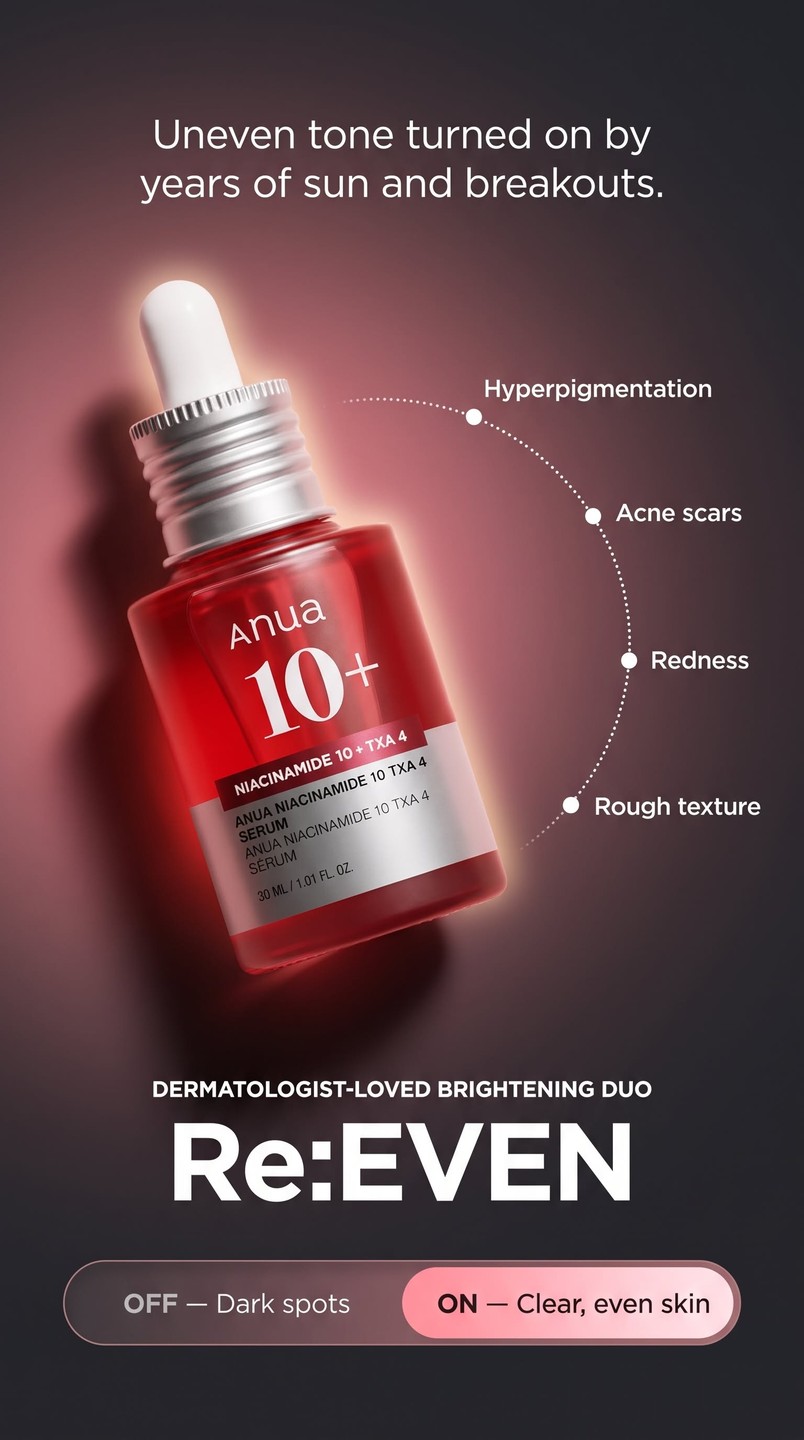 Uneven tone turned on by
years of sun and breakouts.
Hyperpigmentation
Acne scars
Redness
Rough texture
Anua
10+
NIACINAMIDE 10 + TXA 4
ANUA NIACINAMIDE 10 TXA 4
SERUM
ANUA NIACINAMIDE 10 TXA 4
SÉRUM
30 ML / 1.01 FL. OZ.
DERMATOLOGIST-LOVED BRIGHTENING DUO
Re:EVEN
OFF — Dark spots
ON — Clear, even skin